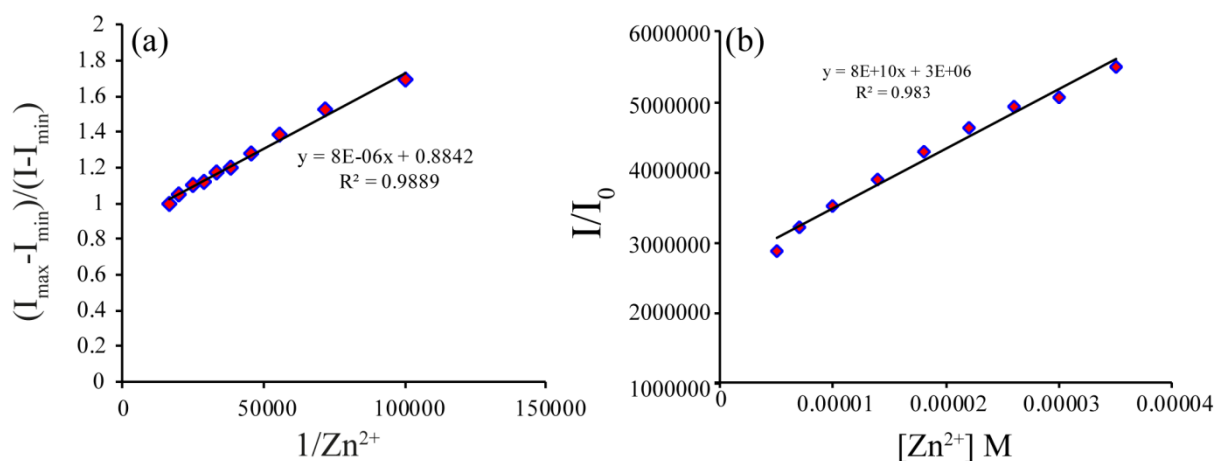 (a)
(I_max-I_min)/(I-I_min)
2
1.8
1.6
1.4
1.2
1
0.8
0.6
0.4
0.2
0
y = 8E-06x + 0.8842
R² = 0.9889
0
50000
100000
150000
1/Zn²⁺
(b)
I/I₀
6000000
5000000
4000000
3000000
2000000
1000000
y = 8E+10x + 3E+06
R² = 0.983
0
0.00001
0.00002
0.00003
0.00004
[Zn²⁺] M